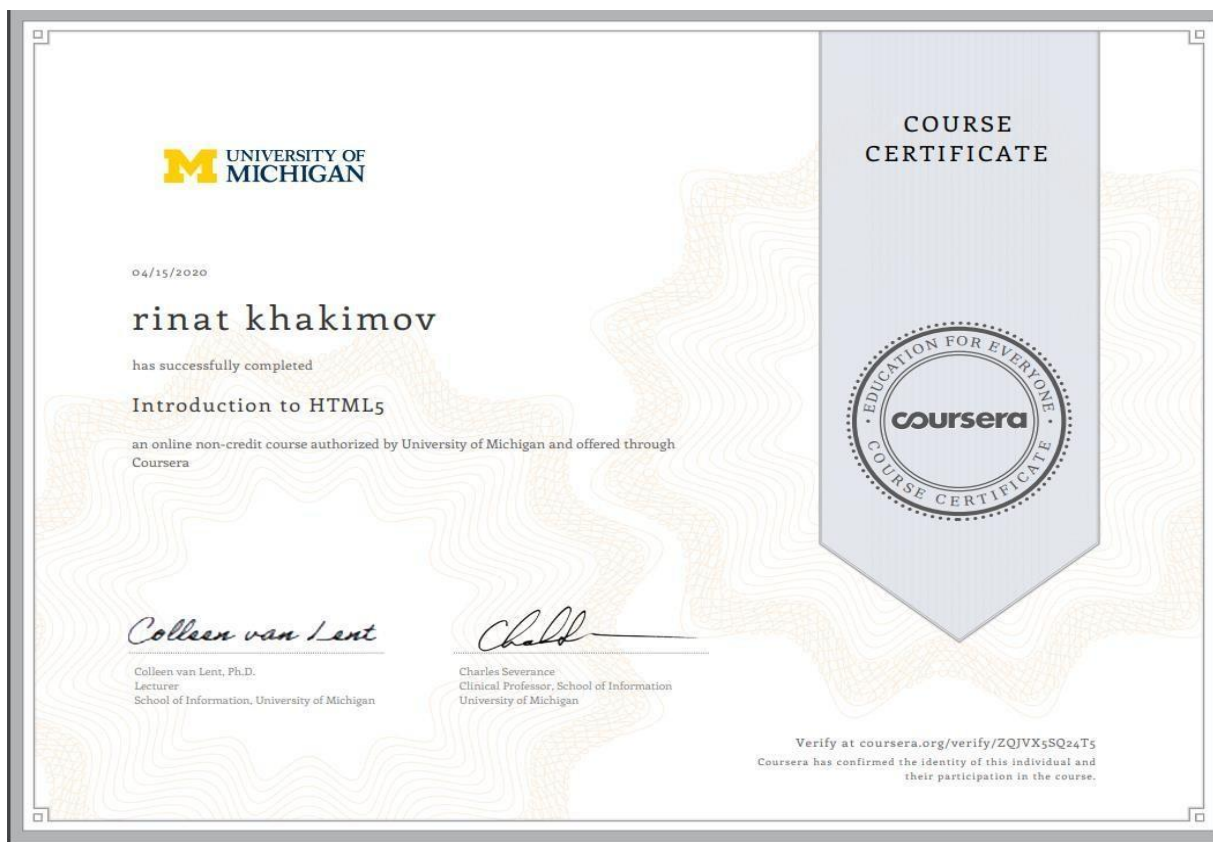 UNIVERSITY OF
MICHIGAN
COURSE
CERTIFICATE
04/15/2020
rinat khakimov
has successfully completed
Introduction to HTML5
an online non-credit course authorized by University of Michigan and offered through
Coursera
EDUCATION FOR EVERYONE
coursera
COURSE CERTIFICATE
Colleen van Lent
Colleen van Lent, Ph.D.
Lecturer
School of Information, University of Michigan
Charles Severance
Clinical Professor, School of Information
University of Michigan
Verify at coursera.org/verify/ZQJVX5SQ24T5
Coursera has confirmed the identity of this individual and
their participation in the course.